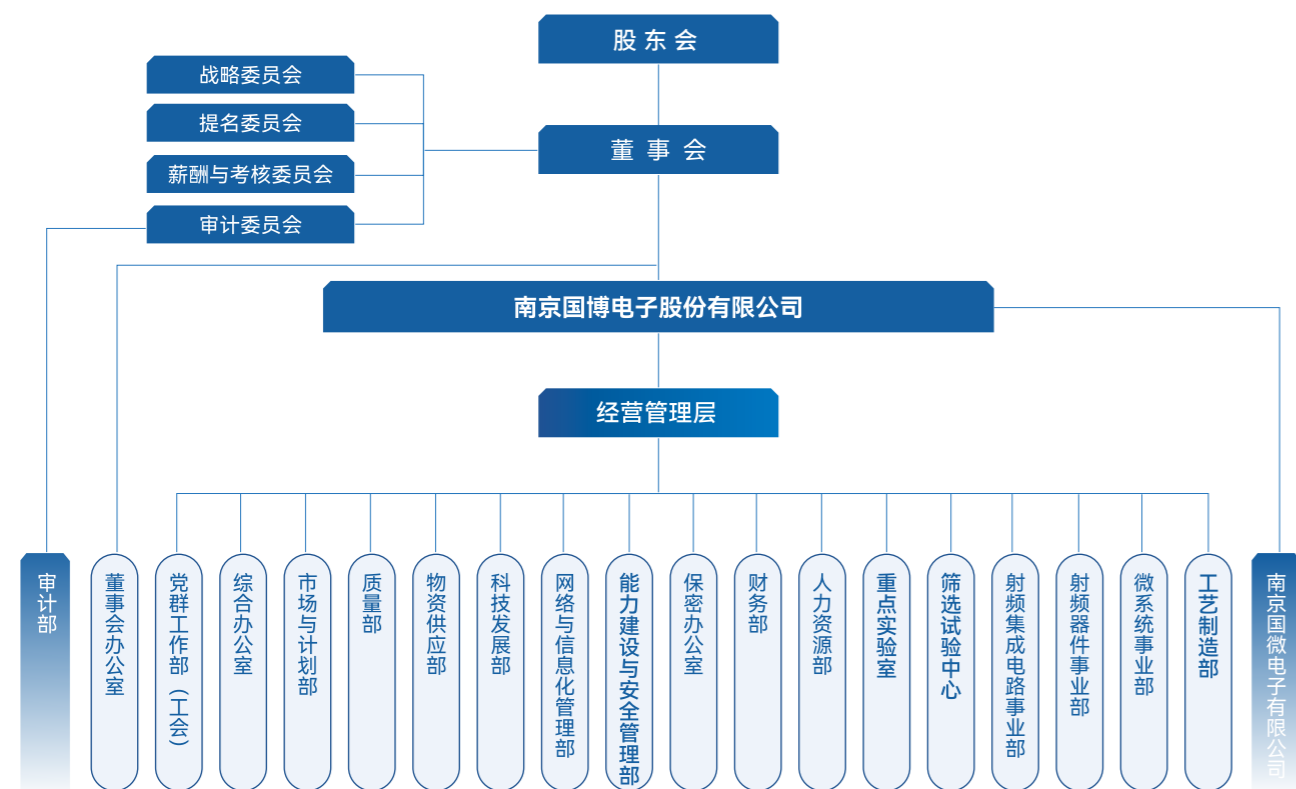 股东会
战略委员会
提名委员会
董事会
薪酬与考核委员会
审计委员会
南京国博电子股份有限公司
经营管理层
审计部
董事会办公室
党群工作部（工会）
综合办公室
市场与计划部
质量部
物资供应部
科技发展部
网络与信息化管理部
能力建设与安全管理部
保密办公室
财务部
人力资源部
重点实验室
筛选试验中心
射频集成电路事业部
射频器件事业部
微系统事业部
工艺制造部
南京国微电子有限公司